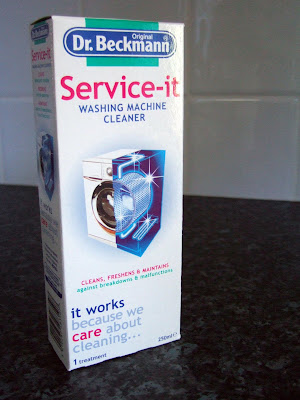 Original
Dr. Beckmann
Service-it
WASHING MACHINE
CLEANER
CLEANS, FRESHENS & MAINTAINS
against breakdowns & malfunctions
it works
because we
care about
cleaning...
1 treatment
250ml e